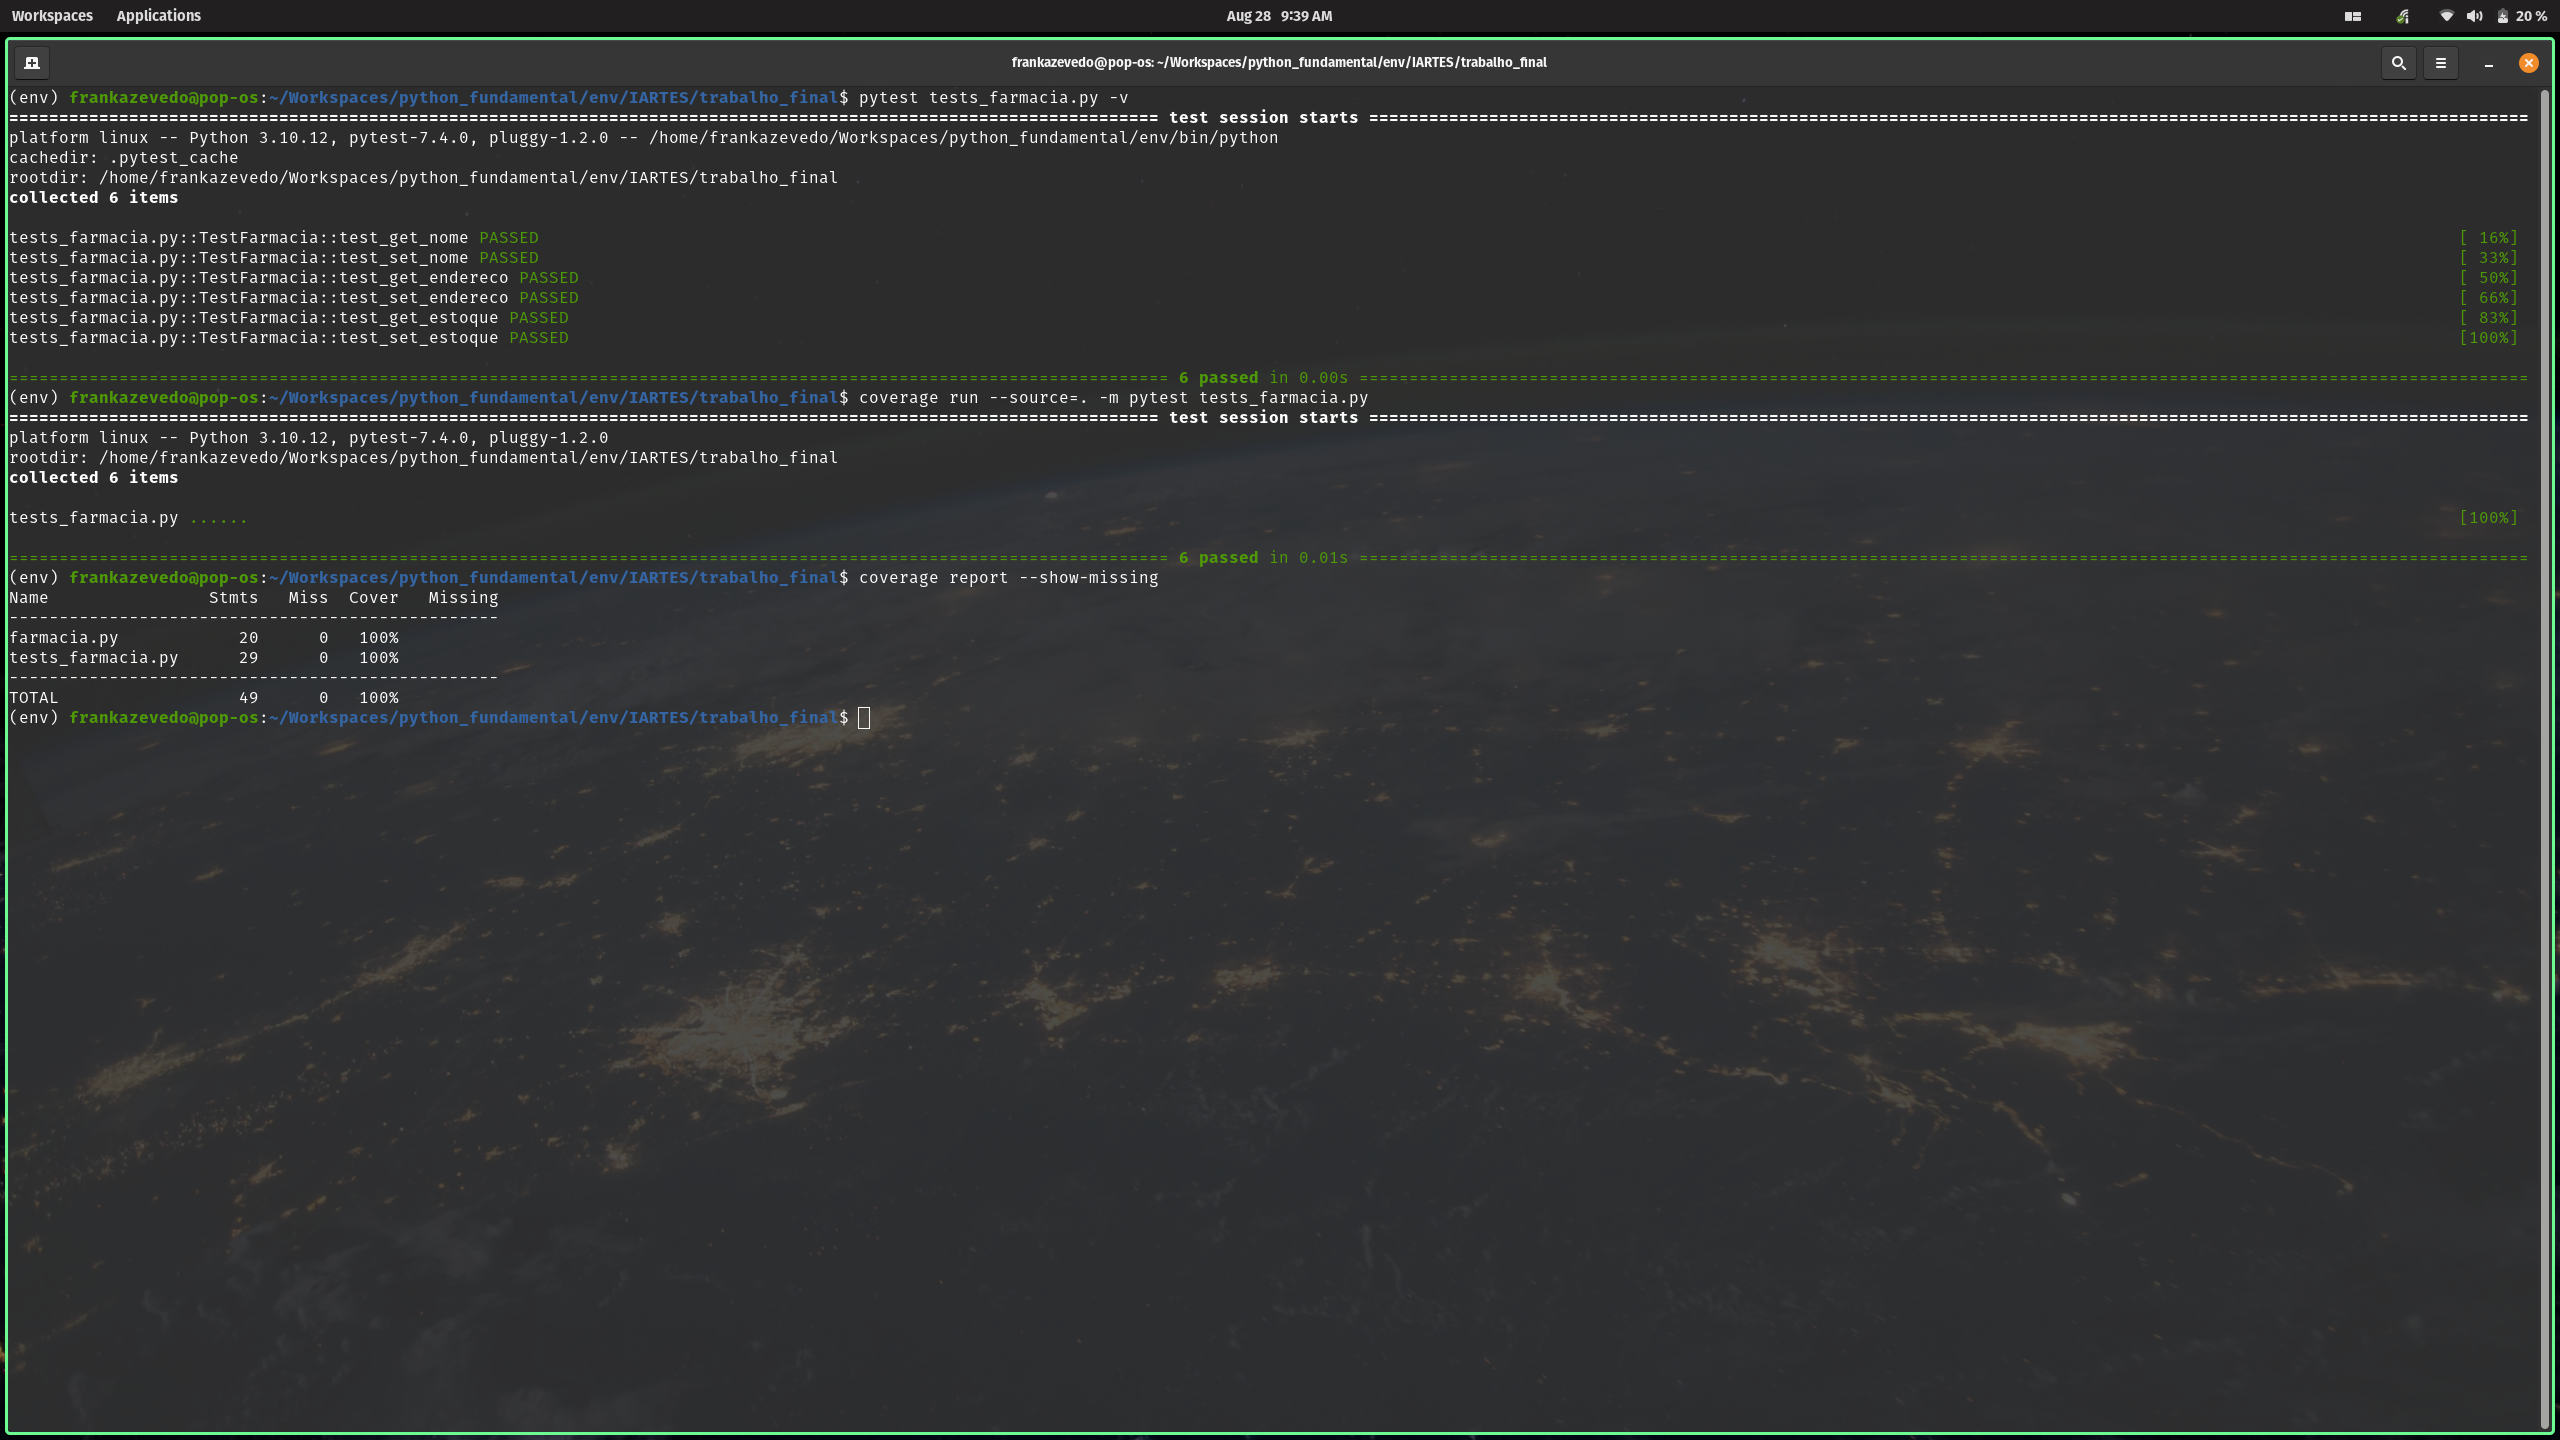 Workspaces Applications Aug 28 9:39 AM 20 %
frankazevedo@pop-os: ~/Workspaces/python_fundamental/env/IARTES/trabalho_final
(env) frankazevedo@pop-os:~/Workspaces/python_fundamental/env/IARTES/trabalho_final$ pytest tests_farmacia.py -v
=================================================================================================================== test session starts ====================================================================================================================
platform linux -- Python 3.10.12, pytest-7.4.0, pluggy-1.2.0 -- /home/frankazevedo/Workspaces/python_fundamental/env/bin/python
cachedir: .pytest_cache
rootdir: /home/frankazevedo/Workspaces/python_fundamental/env/IARTES/trabalho_final
collected 6 items
tests_farmacia.py::TestFarmacia::test_get_nome PASSED [ 16%]
tests_farmacia.py::TestFarmacia::test_set_nome PASSED [ 33%]
tests_farmacia.py::TestFarmacia::test_get_endereco PASSED [ 50%]
tests_farmacia.py::TestFarmacia::test_set_endereco PASSED [ 66%]
tests_farmacia.py::TestFarmacia::test_get_estoque PASSED [ 83%]
tests_farmacia.py::TestFarmacia::test_set_estoque PASSED [100%]
==================================================================================================================== 6 passed in 0.00s =====================================================================================================================
(env) frankazevedo@pop-os:~/Workspaces/python_fundamental/env/IARTES/trabalho_final$ coverage run --source=. -m pytest tests_farmacia.py
=================================================================================================================== test session starts ====================================================================================================================
platform linux -- Python 3.10.12, pytest-7.4.0, pluggy-1.2.0
rootdir: /home/frankazevedo/Workspaces/python_fundamental/env/IARTES/trabalho_final
collected 6 items
tests_farmacia.py ...... [100%]
==================================================================================================================== 6 passed in 0.01s =====================================================================================================================
(env) frankazevedo@pop-os:~/Workspaces/python_fundamental/env/IARTES/trabalho_final$ coverage report --show-missing
Name Stmts Miss Cover Missing
-------------------------------------------------
farmacia.py 20 0 100%
tests_farmacia.py 29 0 100%
-------------------------------------------------
TOTAL 49 0 100%
(env) frankazevedo@pop-os:~/Workspaces/python_fundamental/env/IARTES/trabalho_final$